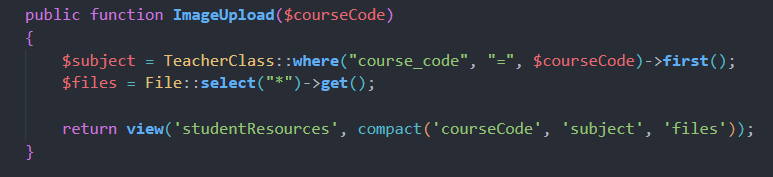 public function ImageUpload($courseCode)
{
    $subject = TeacherClass::where("course_code", "=", $courseCode)->first();
    $files = File::select("*")->get();

    return view('studentResources', compact('courseCode', 'subject', 'files'));
}